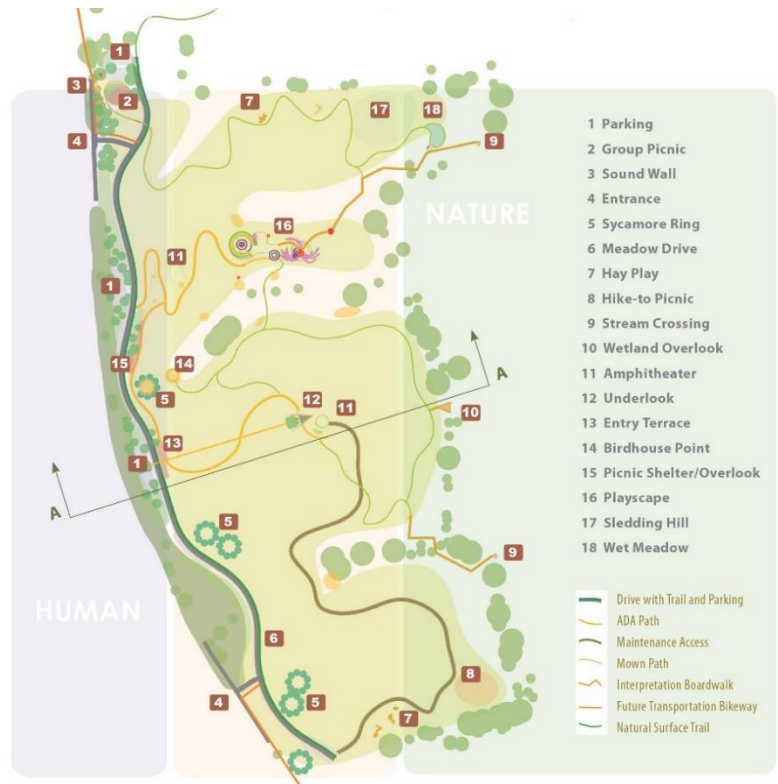 1
3
2
7
17
18
4
9
NATURE
16
11
1
15
14
5
12
11
10
A
13
1
A
5
9
HUMAN
6
8
4
5
7
1 Parking
2 Group Picnic
3 Sound Wall
4 Entrance
5 Sycamore Ring
6 Meadow Drive
7 Hay Play
8 Hike-to Picnic
9 Stream Crossing
10 Wetland Overlook
11 Amphitheater
12 Underlook
13 Entry Terrace
14 Birdhouse Point
15 Picnic Shelter/Overlook
16 Playscape
17 Sledding Hill
18 Wet Meadow
Drive with Trail and Parking
ADA Path
Maintenance Access
Mown Path
Interpretation Boardwalk
Future Transportation Bikeway
Natural Surface Trail